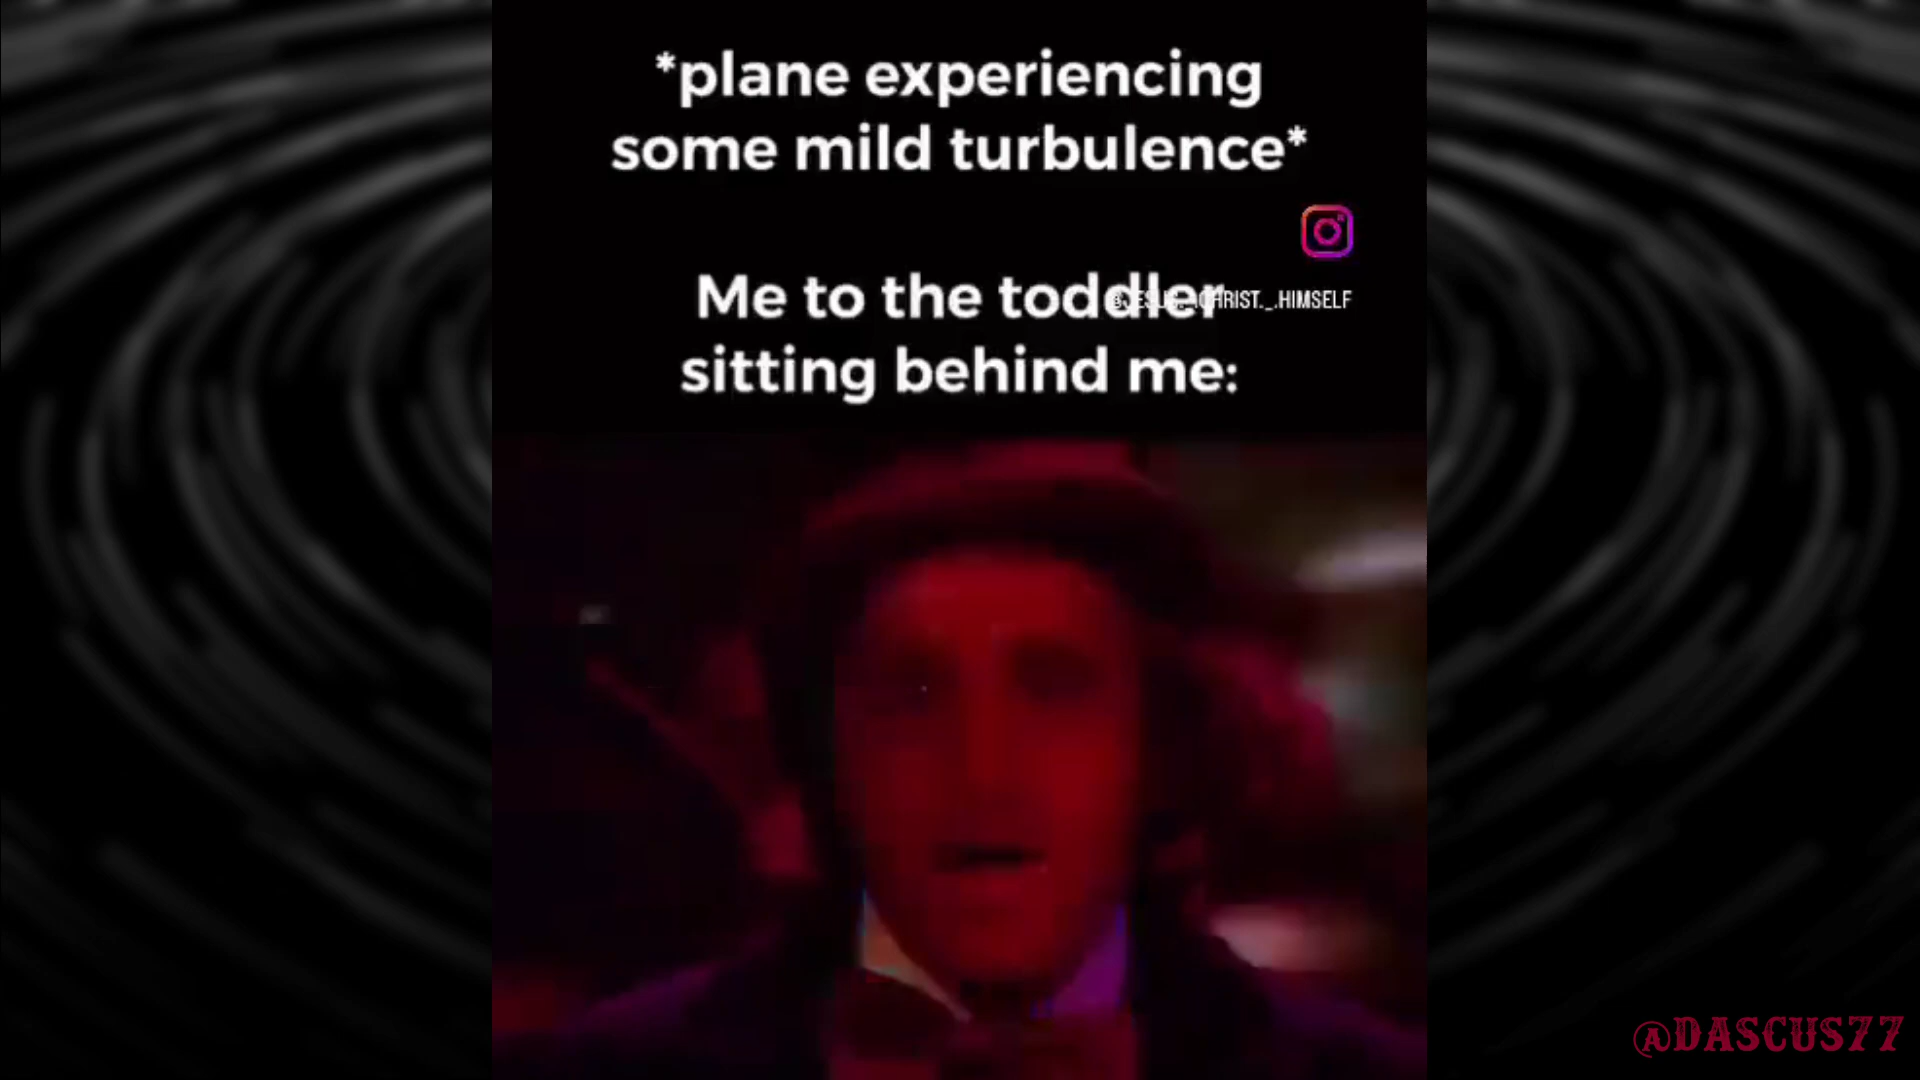 *plane experiencing
some mild turbulence*
Me to the toddler
sitting behind me:
@DASCUS77